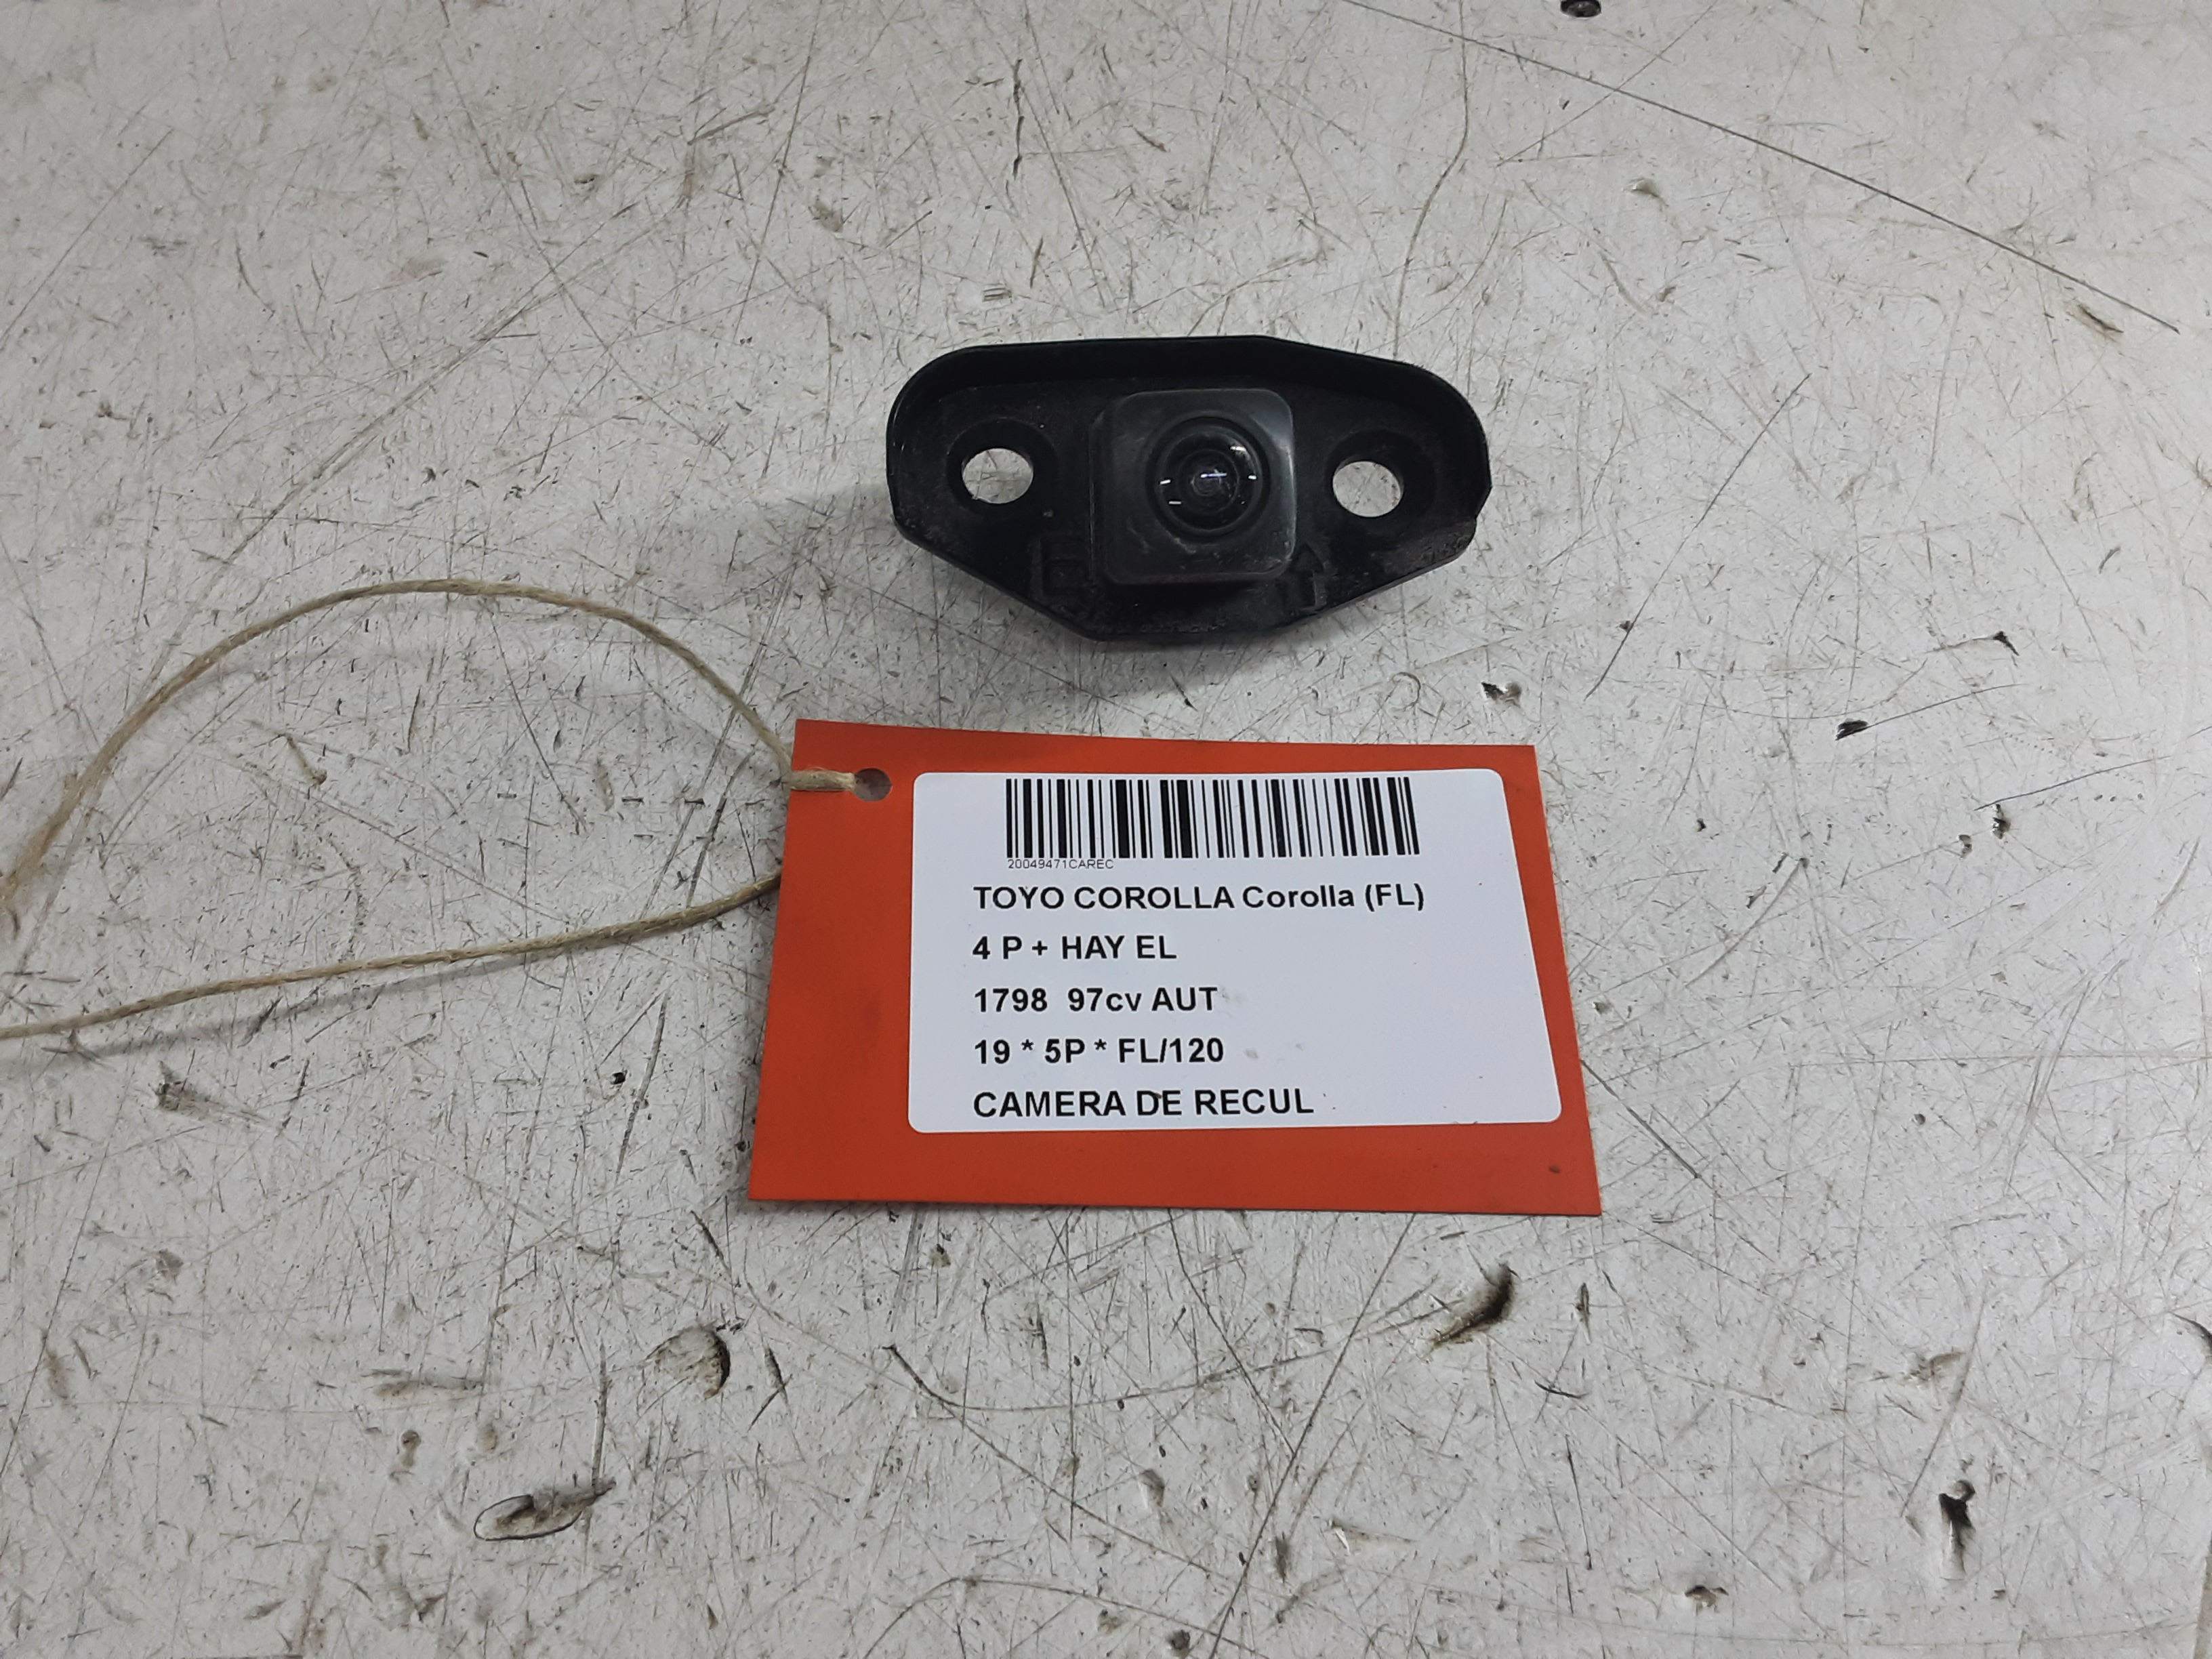 20049471CAREC
TOYO COROLLA Corolla (FL)
4 P + HAY EL
1798 97cv AUT
19 * 5P * FL/120
CAMERA DE RECUL